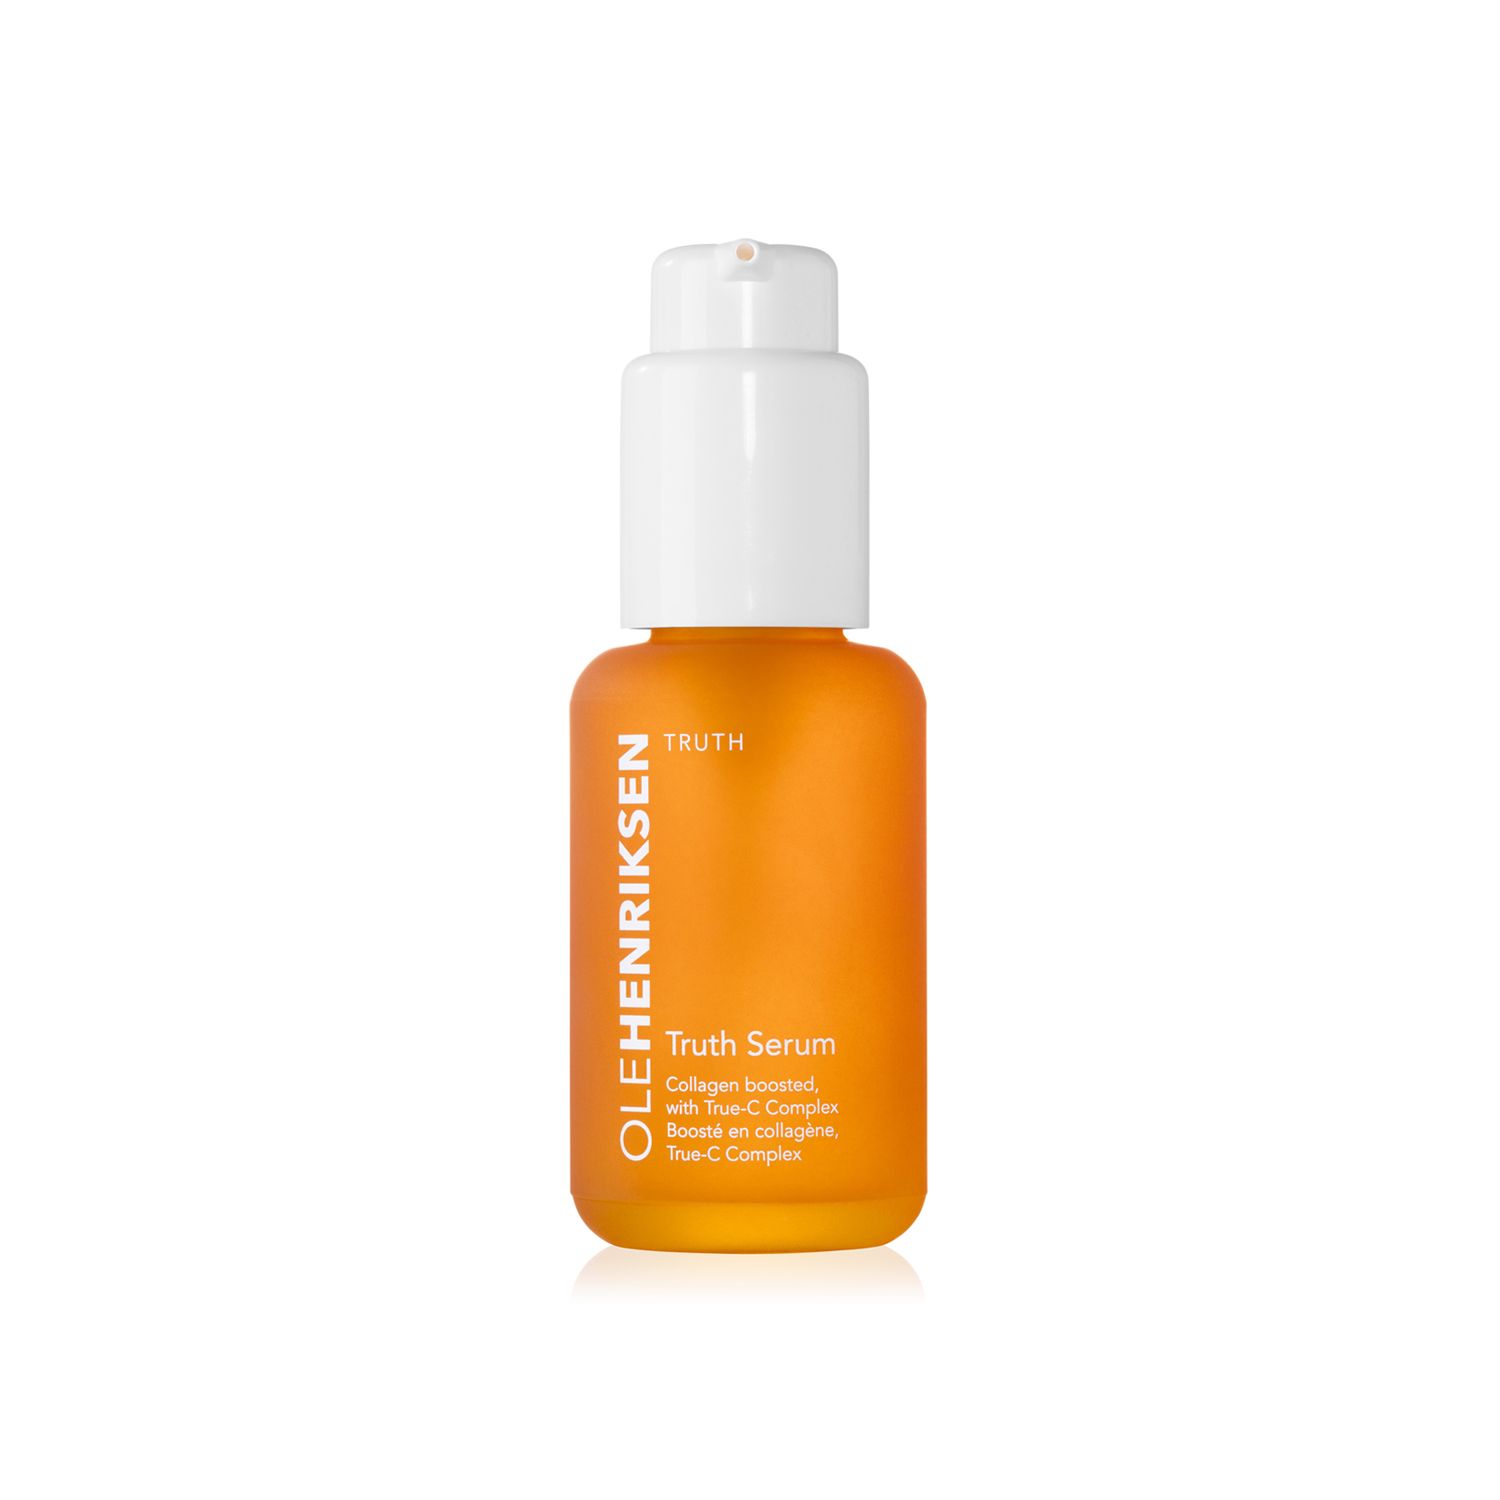 OLEHENRIKSEN
TRUTH
Truth Serum
Collagen boosted,
with True-C Complex
Boosté en collagène,
True-C Complex